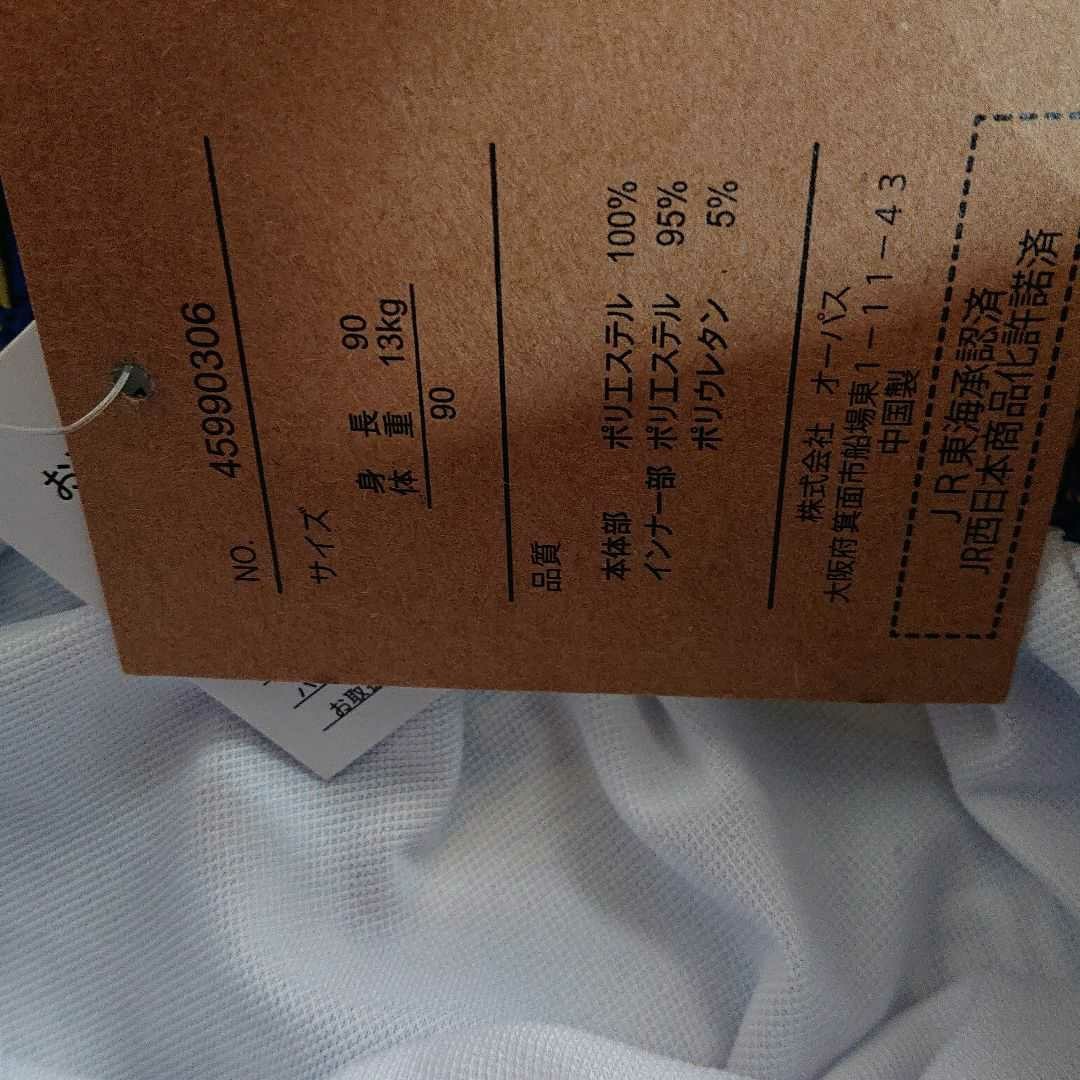 NO. 45990306
サイズ
身長 90
体重 13kg
90
品質
本体部 ポリエステル 100%
インナー部 ポリエステル 95%
ポリウレタン 5%
株式会社 オーパス
大阪府箕面市船場東1-11-43
中国製
JR東海承認済
JR西日本商品化許諾済
お取